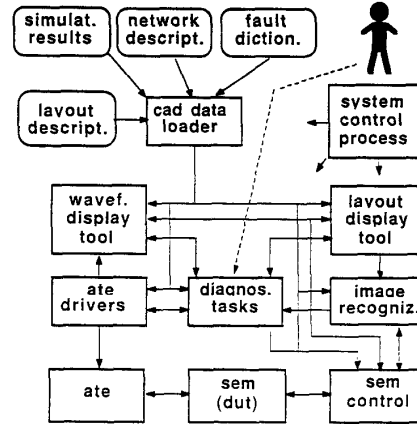 simulat.
results
network
descript.
fault
diction.
layout
descript.
cad data
loader
system
control
process
wavef.
display
tool
layout
display
tool
ate
drivers
diagnos.
tasks
image
recogniz.
ate
sem
(dut)
sem
control